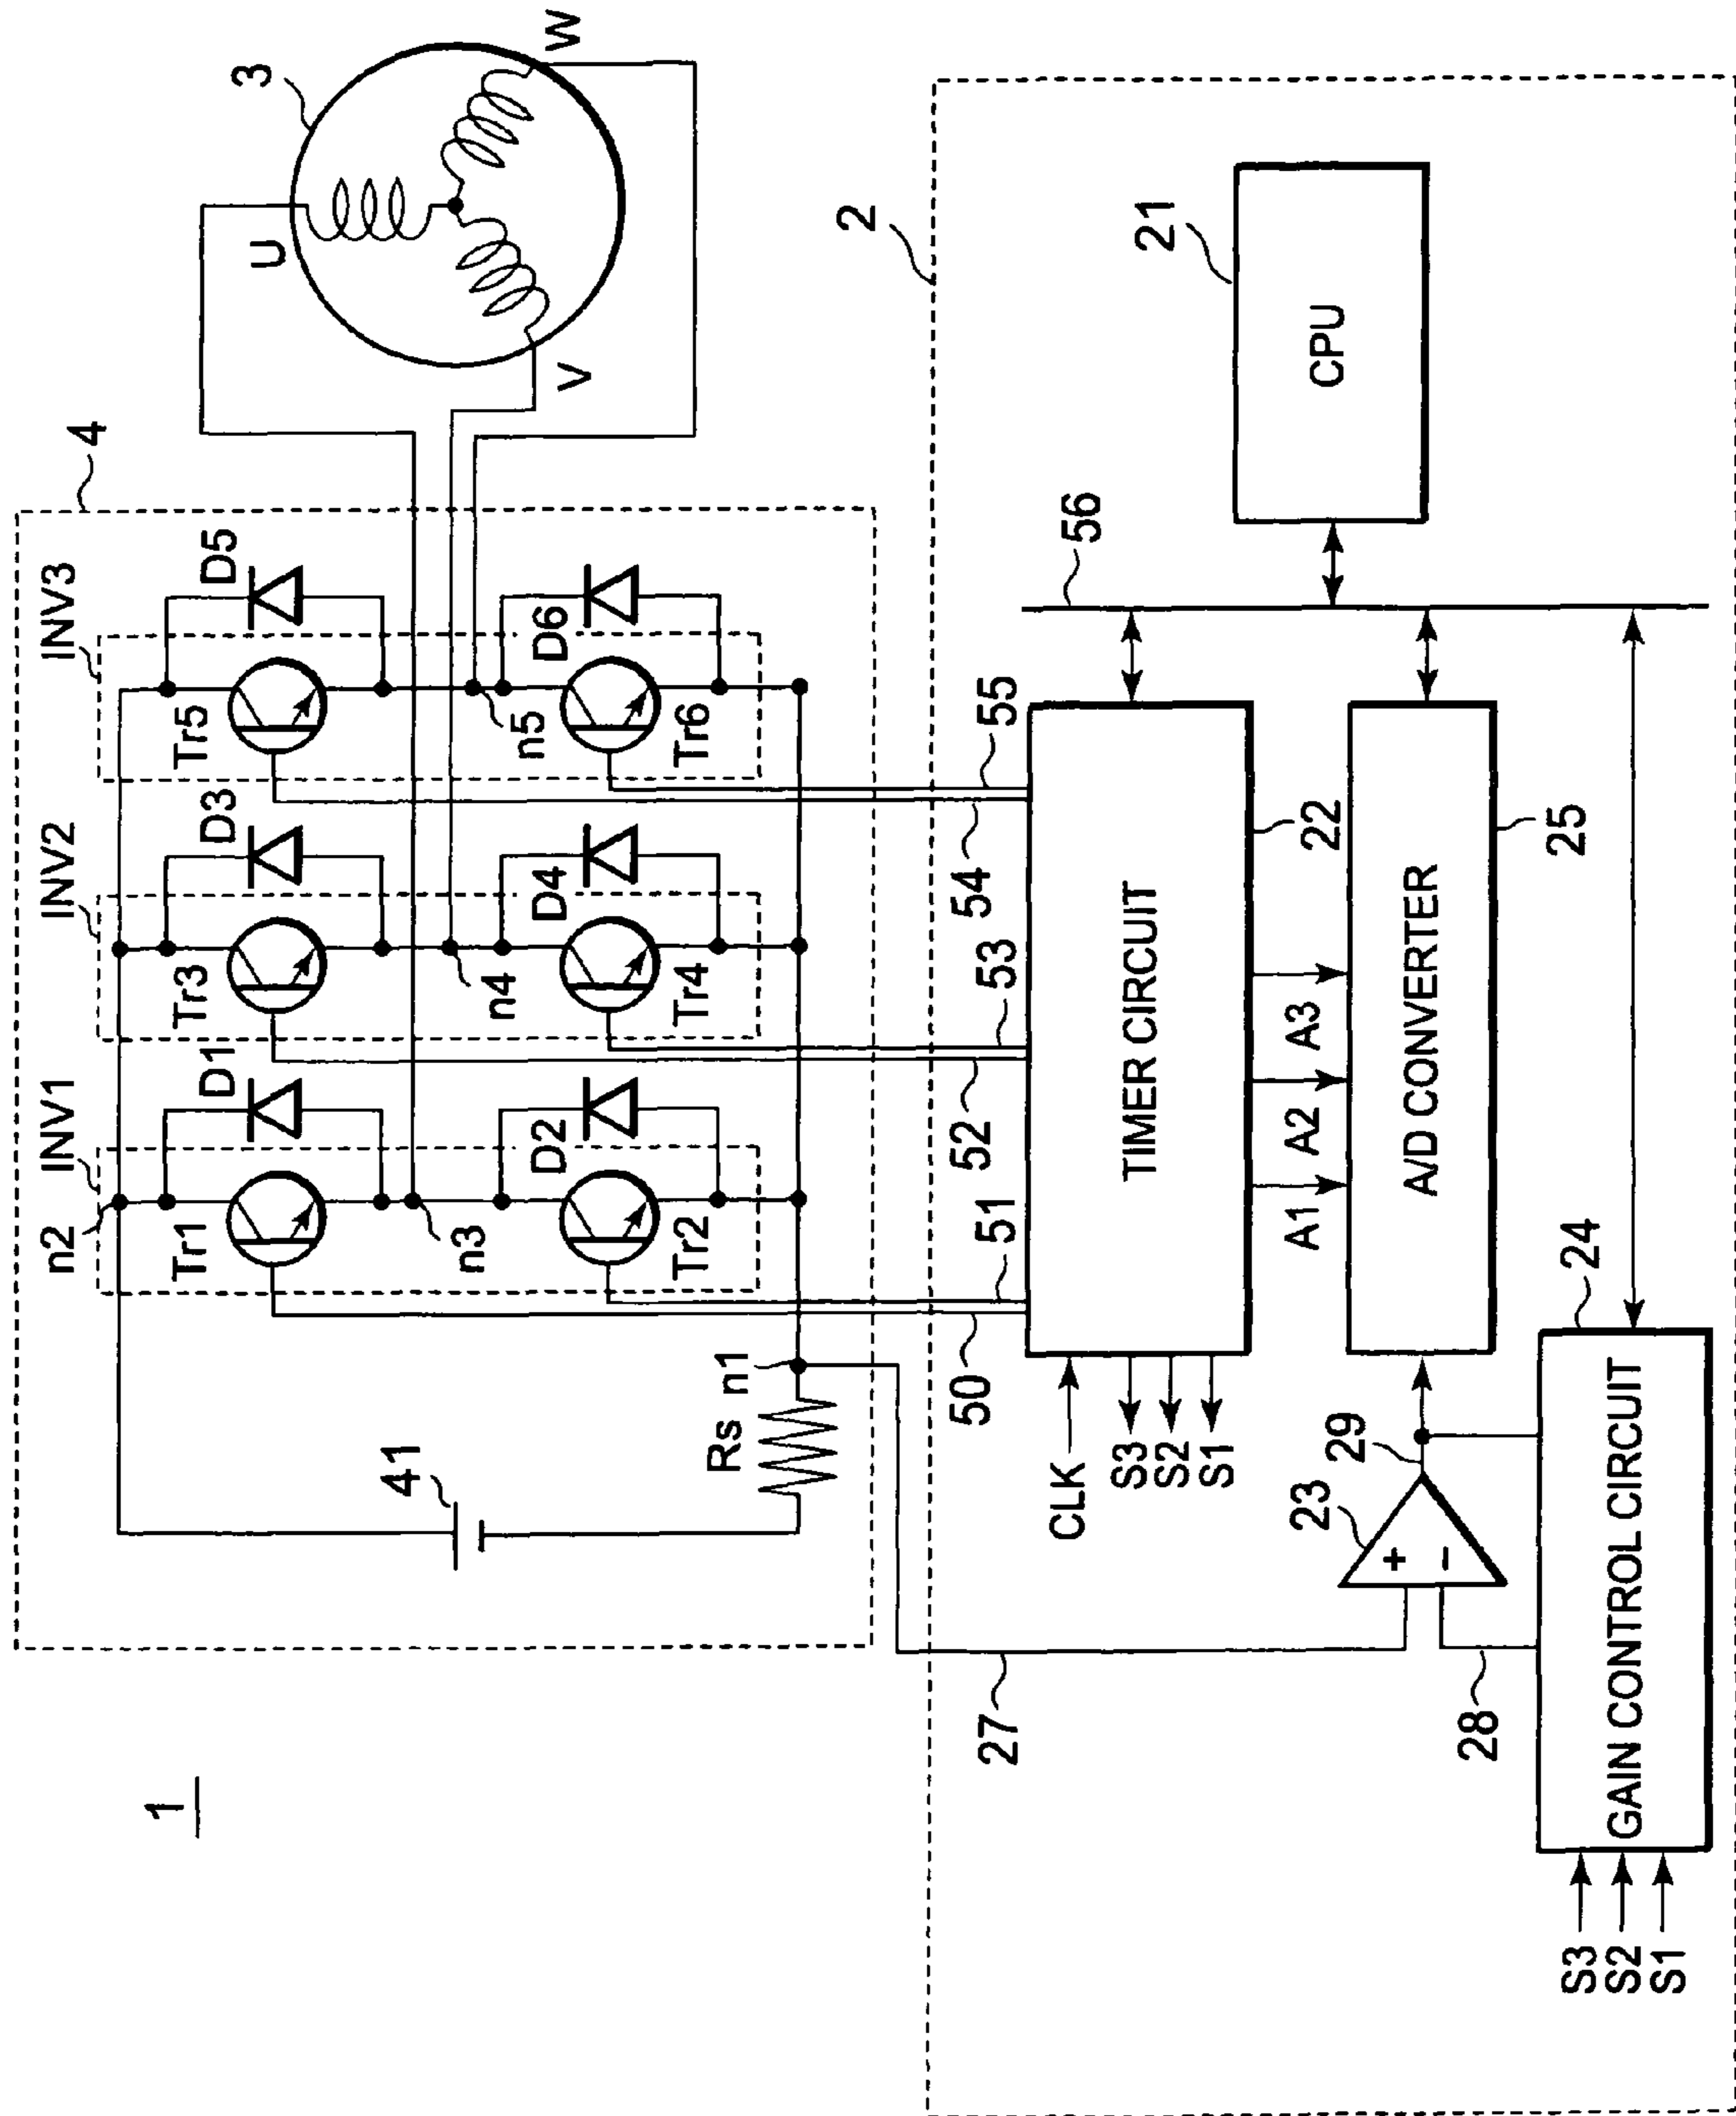 1
n2
INV1
INV2
INV3
4
3
U
V
W
Tr1
D1
Tr3
D3
Tr5
D5
41
n3
n4
n5
D2
D4
D6
Tr2
Tr4
Tr6
Rs
n1
2
27
50
51
52
53
54
55
56
CLK
S3
S2
S1
TIMER CIRCUIT
22
21
CPU
A1
A2
A3
23
+
-
29
28
A/D CONVERTER
25
24
GAIN CONTROL CIRCUIT
S3
S2
S1